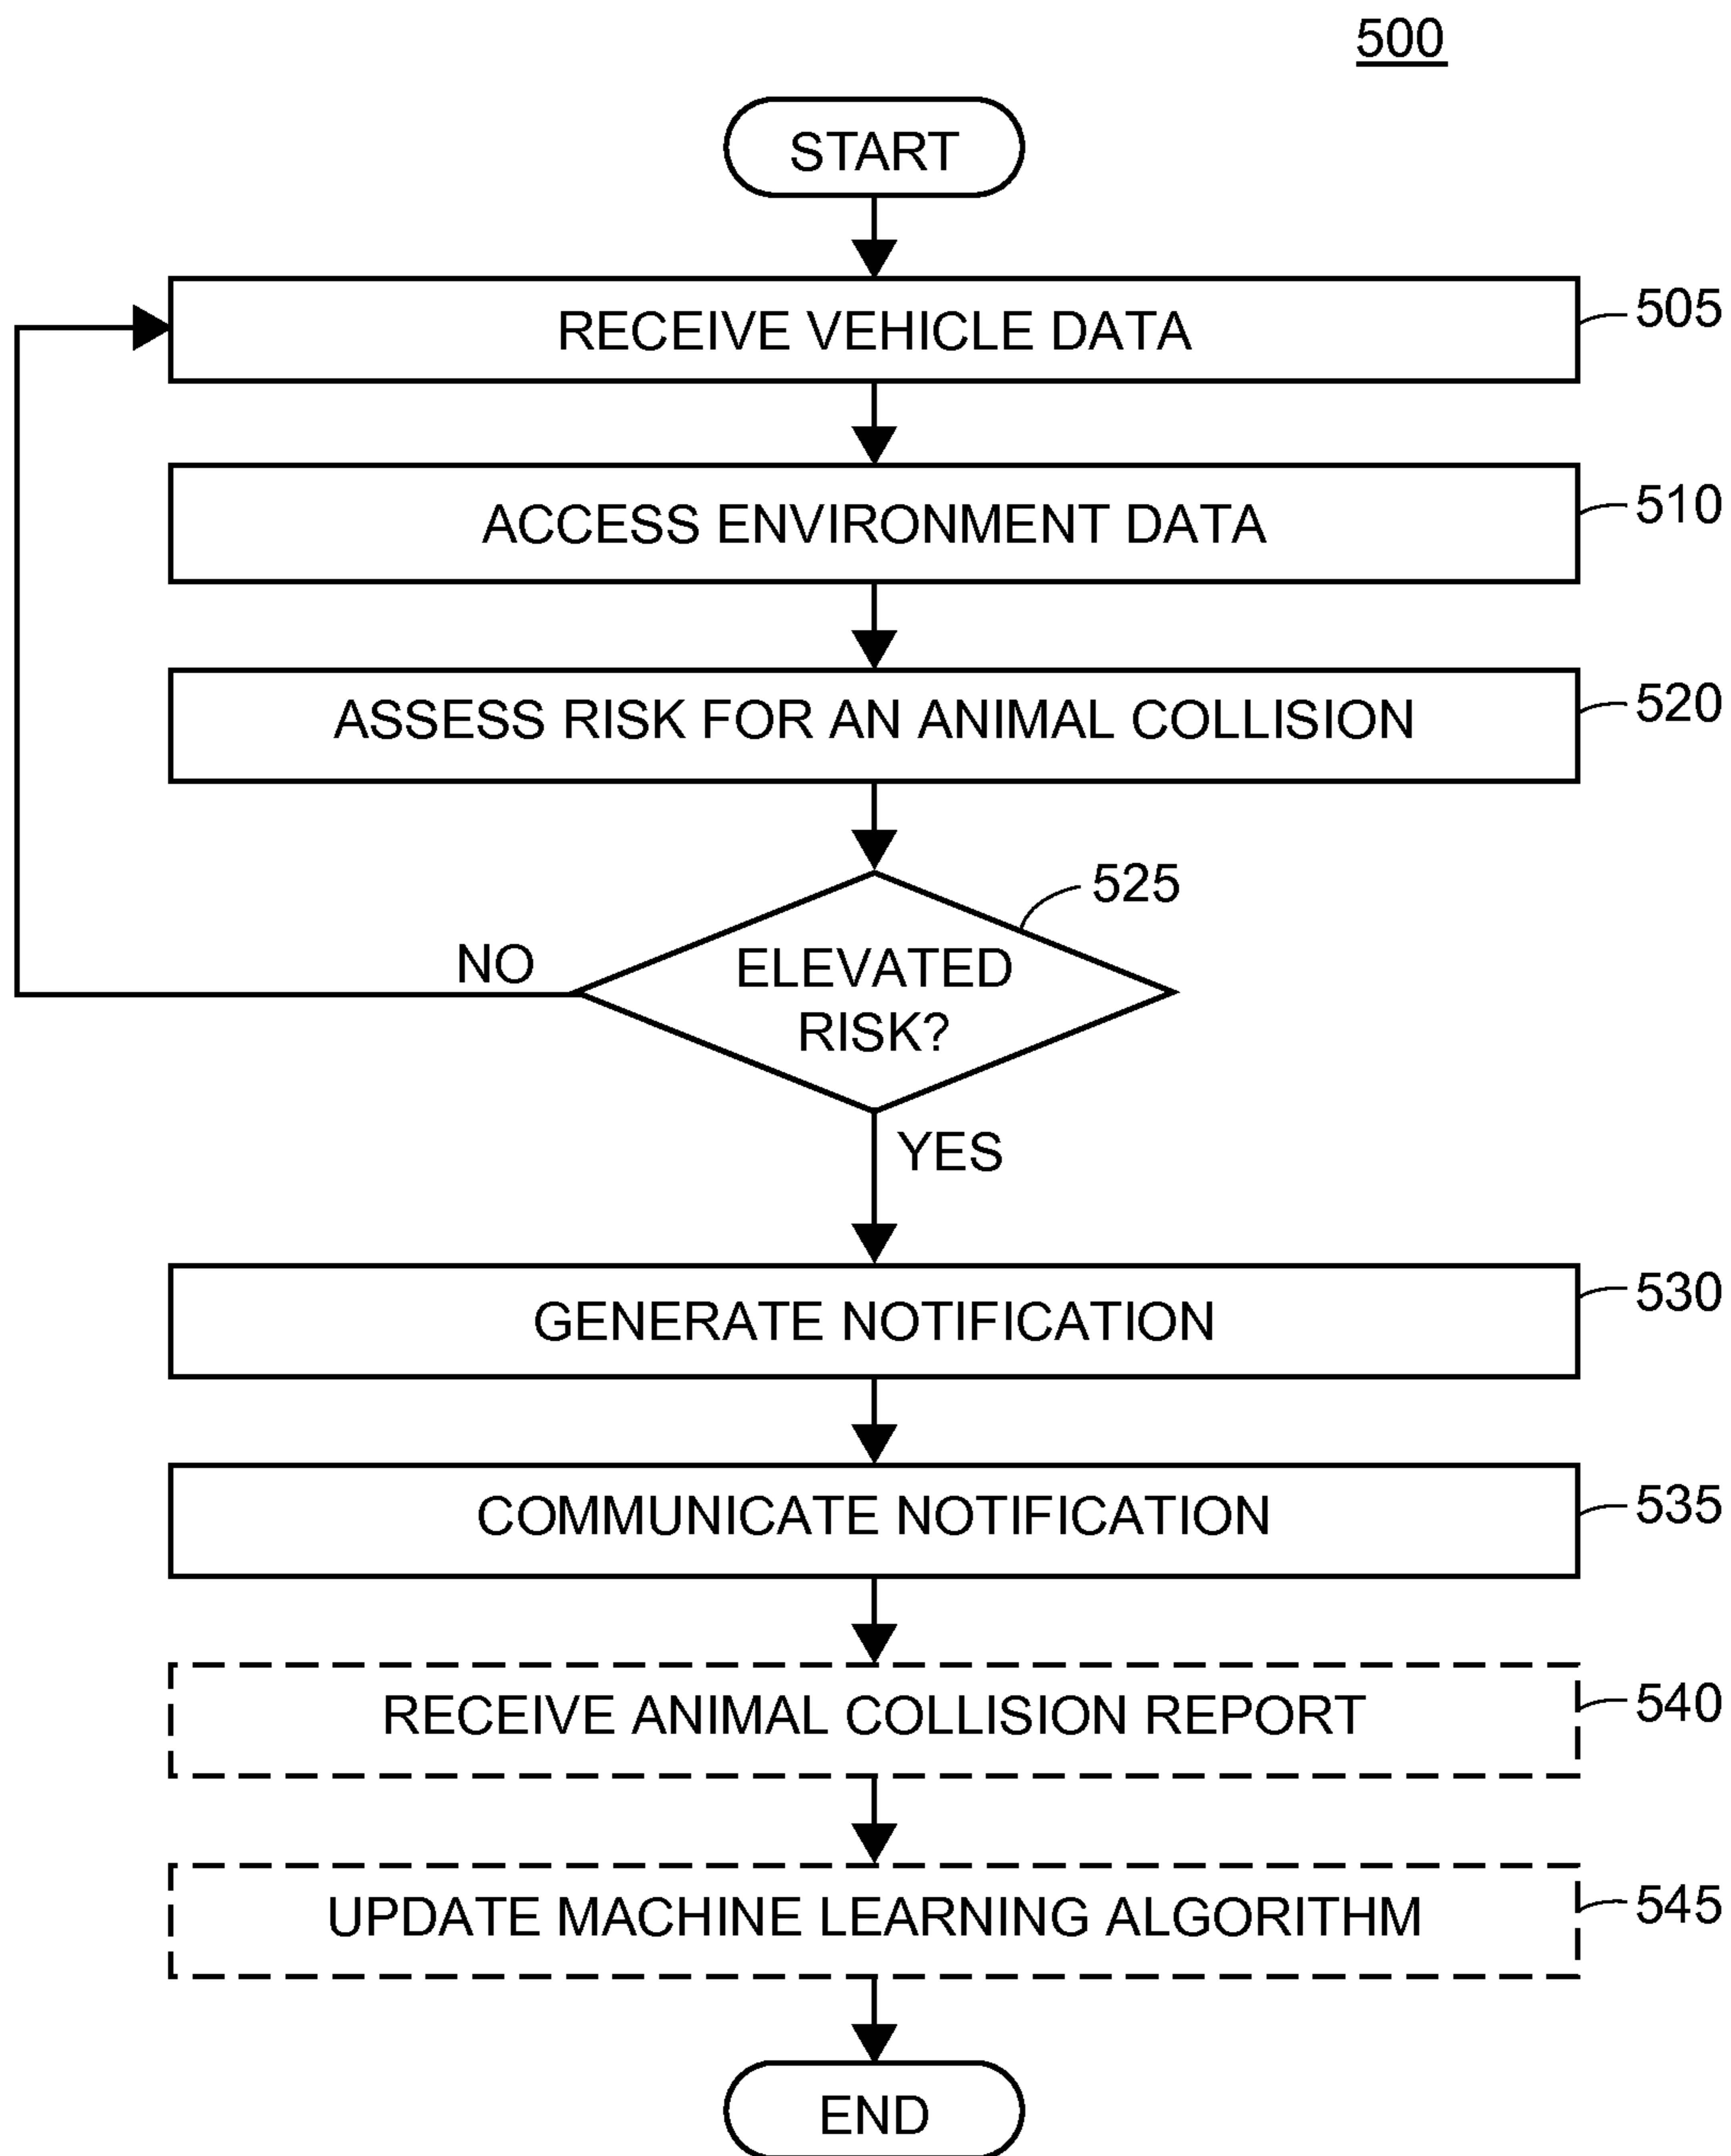 500
START
RECEIVE VEHICLE DATA
505
ACCESS ENVIRONMENT DATA
510
ASSESS RISK FOR AN ANIMAL COLLISION
520
525
NO
ELEVATED
RISK?
YES
GENERATE NOTIFICATION
530
COMMUNICATE NOTIFICATION
535
RECEIVE ANIMAL COLLISION REPORT
540
UPDATE MACHINE LEARNING ALGORITHM
545
END